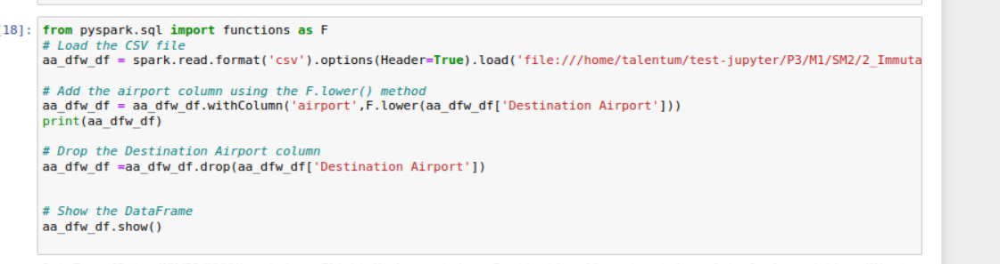 [18]: from pyspark.sql import functions as F
# Load the CSV file
aa_dfw_df = spark.read.format('csv').options(Header=True).load('file:///home/talentum/test-jupyter/P3/M1/SM2/2_Immuta
# Add the airport column using the F.lower() method
aa_dfw_df = aa_dfw_df.withColumn('airport',F.lower(aa_dfw_df['Destination Airport']))
print(aa_dfw_df)
# Drop the Destination Airport column
aa_dfw_df =aa_dfw_df.drop(aa_dfw_df['Destination Airport'])
# Show the DataFrame
aa_dfw_df.show()